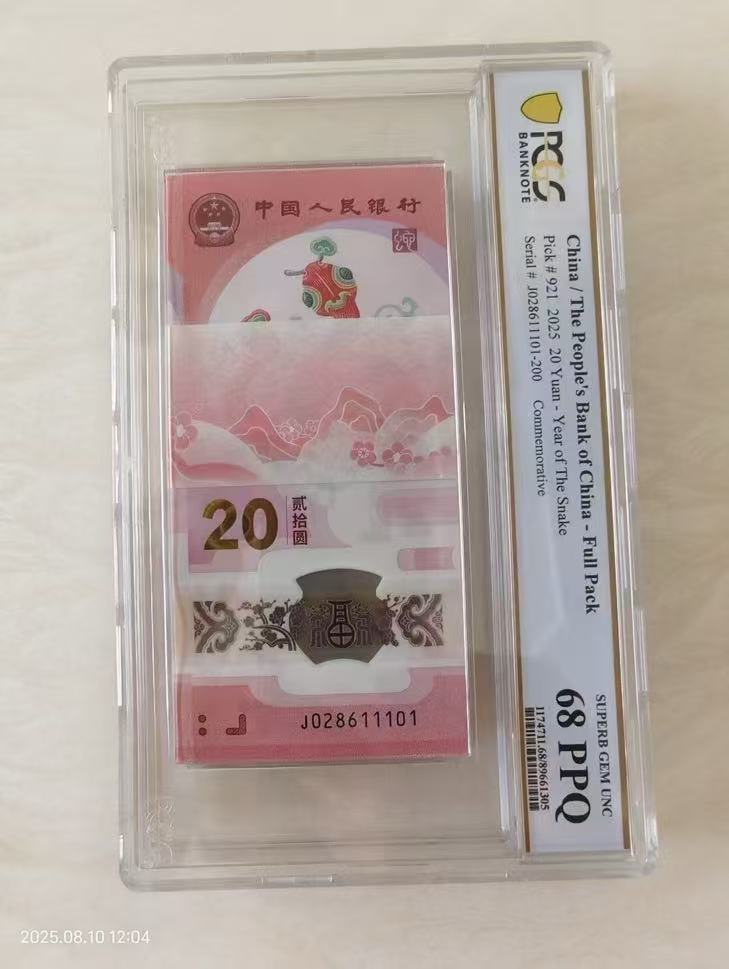 中国人民银行
20
贰拾圆
J028611101
PCGS
BANKNOTE
China / The People's Bank of China - Full Pack
Pick # 921 2025 20 Yuan - Year of The Snake
Serial # J028611101-200 Commemorative
SUPERB GEM UNC
68 PPQ
1174711.68/89661305
2025.08.10 12:04